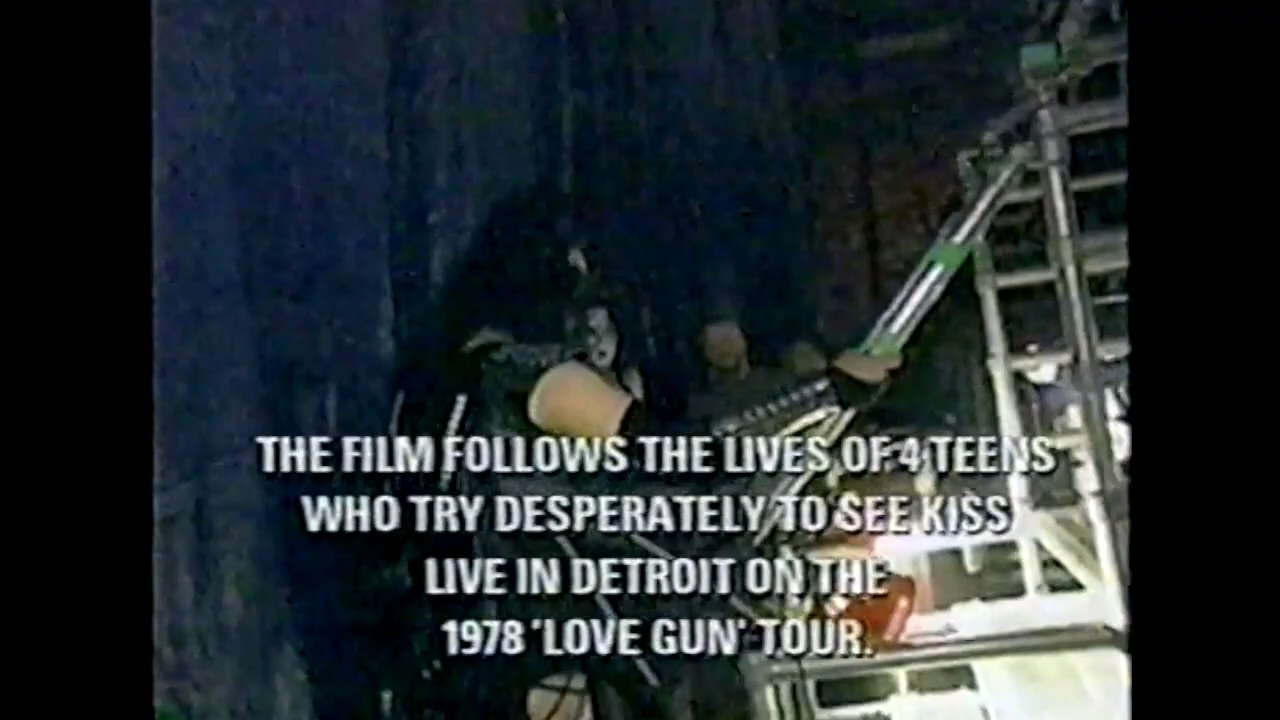 THE FILM FOLLOWS THE LIVES OF 4 TEENS
WHO TRY DESPERATELY TO SEE KISS
LIVE IN DETROIT ON THE
1978 'LOVE GUN' TOUR.